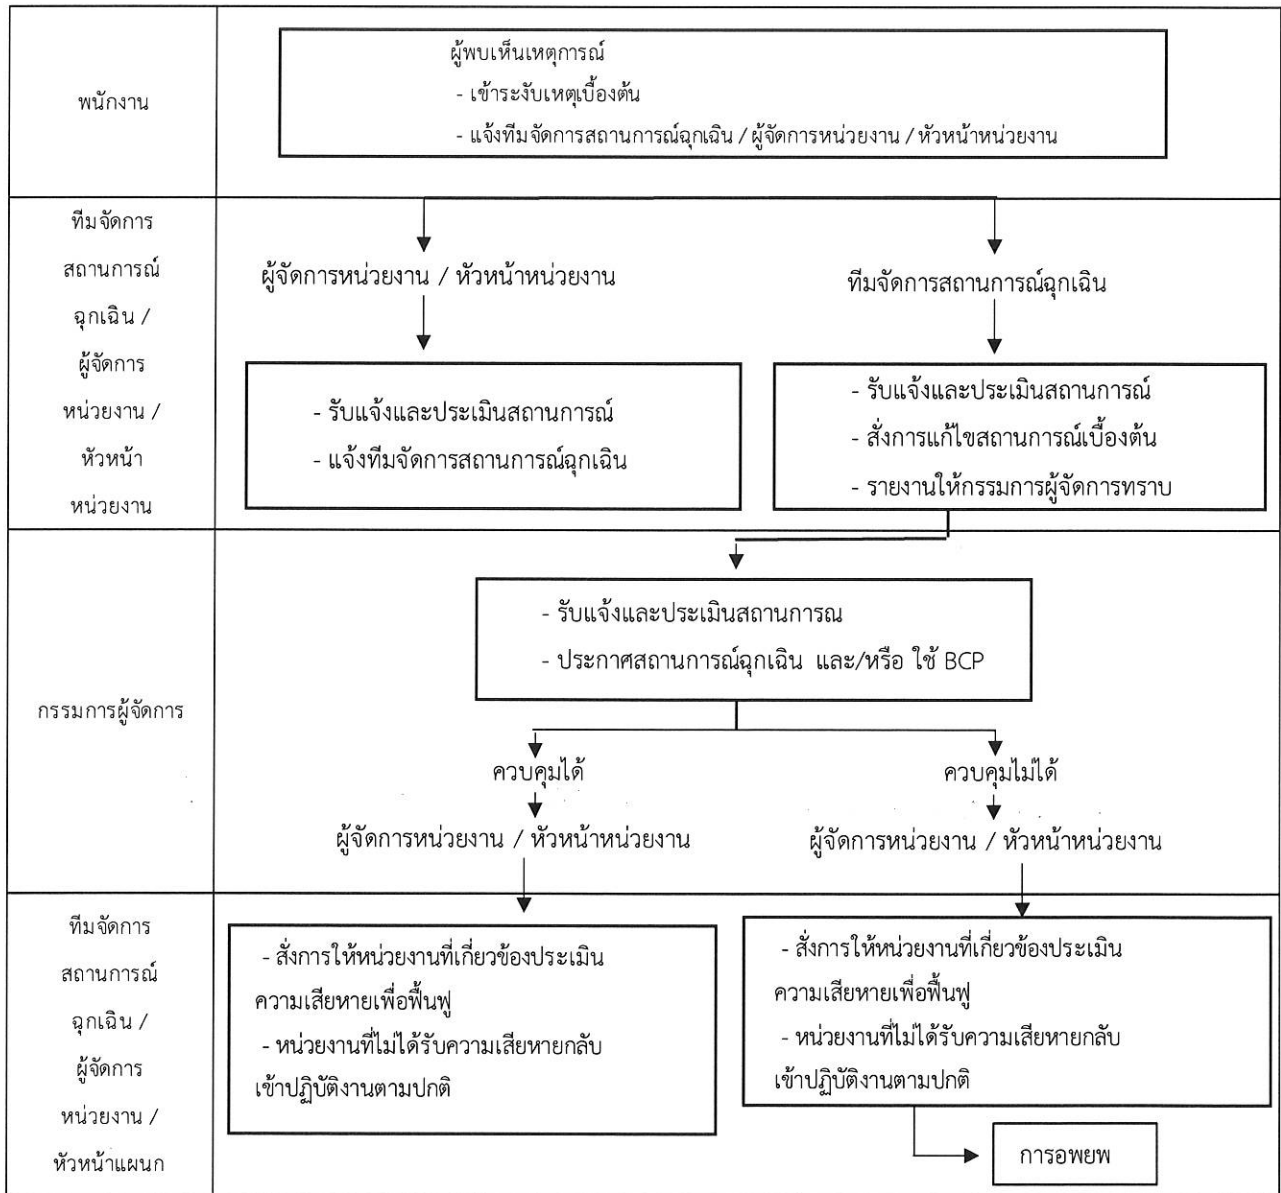 พนักงาน
ผู้พบเห็นเหตุการณ์
- เข้าระงับเหตุเบื้องต้น
- แจ้งทีมจัดการสถานการณ์ฉุกเฉิน / ผู้จัดการหน่วยงาน / หัวหน้าหน่วยงาน
ทีมจัดการ
สถานการณ์
ฉุกเฉิน /
ผู้จัดการ
หน่วยงาน /
หัวหน้า
หน่วยงาน
ผู้จัดการหน่วยงาน / หัวหน้าหน่วยงาน
- รับแจ้งและประเมินสถานการณ์
- แจ้งทีมจัดการสถานการณ์ฉุกเฉิน
ทีมจัดการสถานการณ์ฉุกเฉิน
- รับแจ้งและประเมินสถานการณ์
- สั่งการแก้ไขสถานการณ์เบื้องต้น
- รายงานให้กรรมการผู้จัดการทราบ
กรรมการผู้จัดการ
- รับแจ้งและประเมินสถานการณ
- ประกาศสถานการณ์ฉุกเฉิน และ/หรือ ใช้ BCP
ควบคุมได้
ผู้จัดการหน่วยงาน / หัวหน้าหน่วยงาน
ควบคุมไม่ได้
ผู้จัดการหน่วยงาน / หัวหน้าหน่วยงาน
ทีมจัดการ
สถานการณ์
ฉุกเฉิน /
ผู้จัดการ
หน่วยงาน /
หัวหน้าแผนก
- สั่งการให้หน่วยงานที่เกี่ยวข้องประเมิน
ความเสียหายเพื่อฟื้นฟู
- หน่วยงานที่ไม่ได้รับความเสียหายกลับ
เข้าปฏิบัติงานตามปกติ
- สั่งการให้หน่วยงานที่เกี่ยวข้องประเมิน
ความเสียหายเพื่อฟื้นฟู
- หน่วยงานที่ไม่ได้รับความเสียหายกลับ
เข้าปฏิบัติงานตามปกติ
การอพยพ